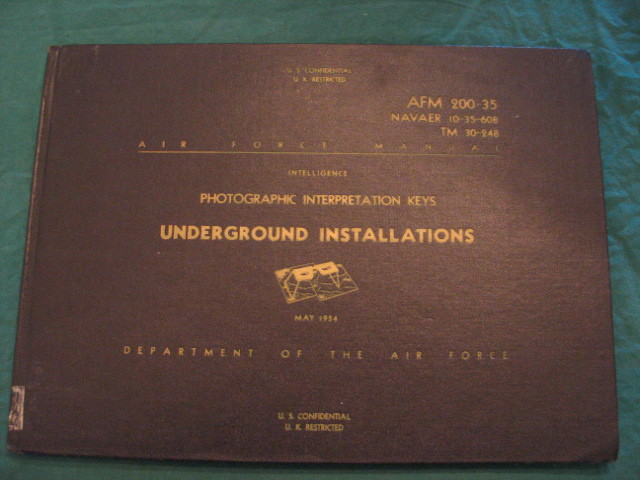 U. S. CONFIDENTIAL
U. K. RESTRICTED
AFM 200-35
NAVAER 10-35-608
TM 30-248
AIR FORCE MANUAL
INTELLIGENCE
PHOTOGRAPHIC INTERPRETATION KEYS
UNDERGROUND INSTALLATIONS
MAY 1954
DEPARTMENT OF THE AIR FORCE
U. S. CONFIDENTIAL
U. K. RESTRICTED